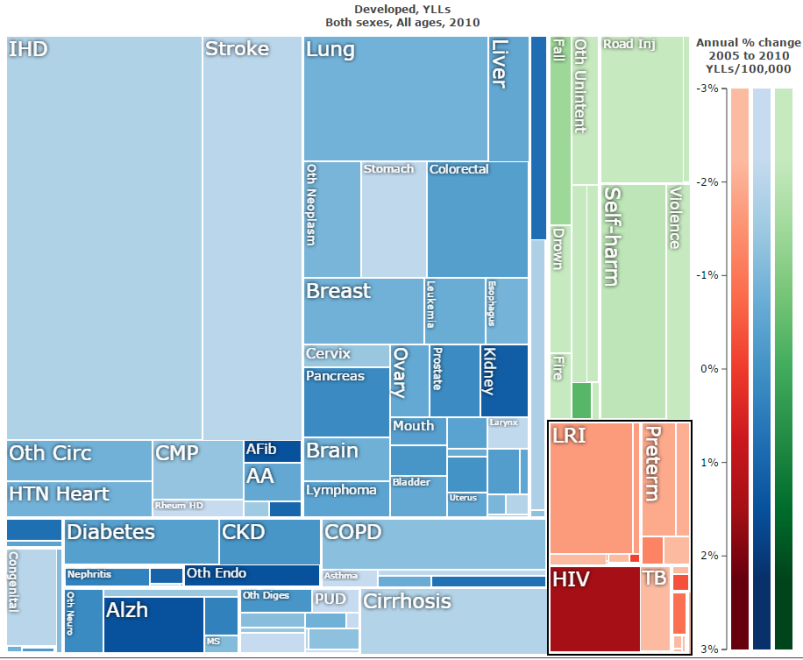 Developed, YLLs
Both sexes, All ages, 2010
IHD
Stroke
Lung
Liver
Fall
Oth Unintent
Road Inj
Annual % change
2005 to 2010
YLLs/100,000
-3%
-2%
-1%
0%
1%
2%
3%
Oth Neoplasm
Stomach
Colorectal
Self-harm
Violence
Drown
Breast
Leukemia
Esophagus
Cervix
Ovary
Prostate
Kidney
Fire
Pancreas
Mouth
Larynx
Oth Circ
CMP
AFib
Brain
LRI
Preterm
AA
HTN Heart
Rheum HD
Lymphoma
Bladder
Uterus
Diabetes
CKD
COPD
Congenital
Nephritis
Oth Endo
Asthma
HIV
TB
Oth Neuro
Alzh
MS
Oth Diges
PUD
Cirrhosis